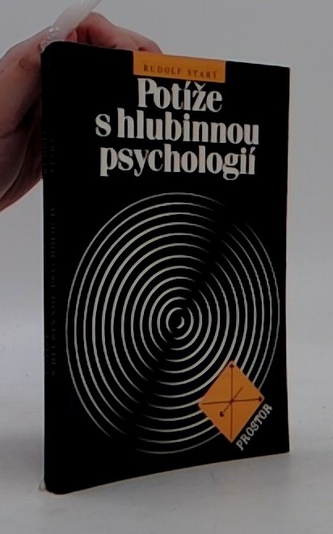 RUDOLF STARÝ
Potíže
s hlubinnou
psychologií
PROSTOR